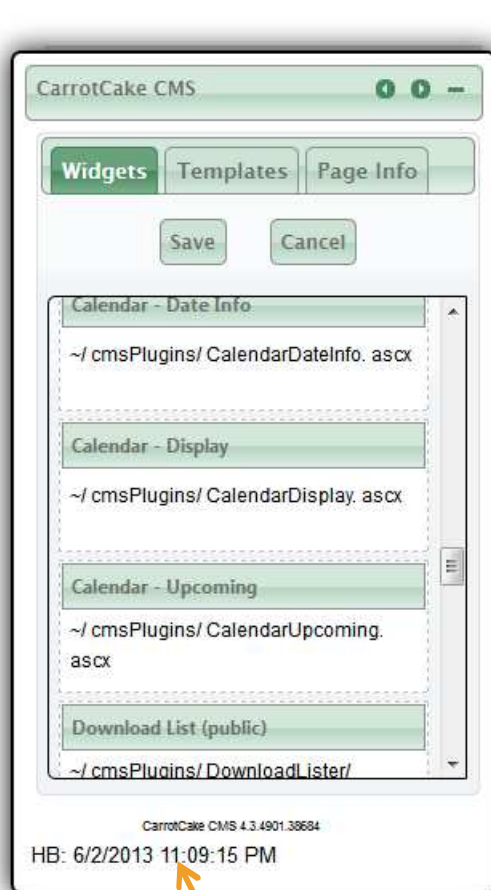 CarrotCake CMS
Widgets Templates Page Info
Save Cancel
Calendar - Date Info
~/ cmsPlugins/ CalendarDateInfo. ascx
Calendar - Display
~/ cmsPlugins/ CalendarDisplay. ascx
Calendar - Upcoming
~/ cmsPlugins/ CalendarUpcoming.
ascx
Download List (public)
~/ cmsPlugins/ DownloadLister/
CarrotCake CMS 4.3.4901.38684
HB: 6/2/2013 11:09:15 PM